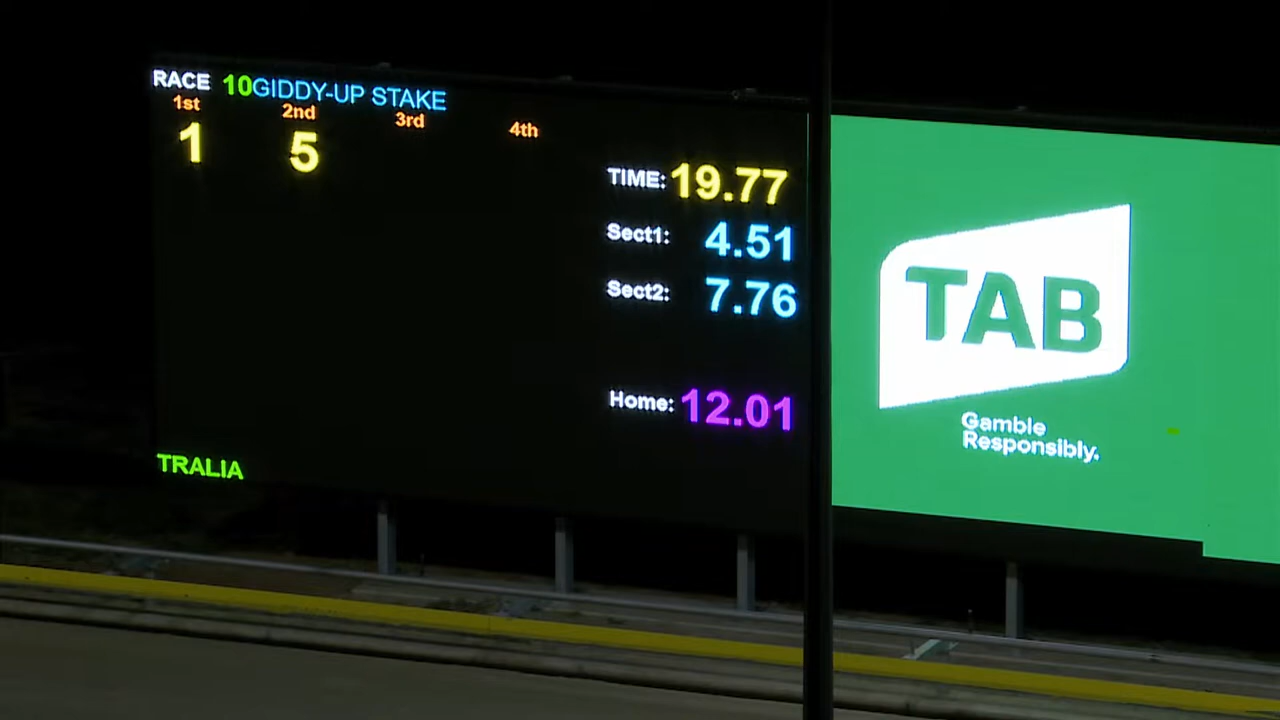 RACE 10GIDDY-UP STAKE
1st 2nd 3rd 4th
1 5
TIME: 19.77
Sect1: 4.51
Sect2: 7.76
Home: 12.01
TRALIA
TAB
Gamble
Responsibly.